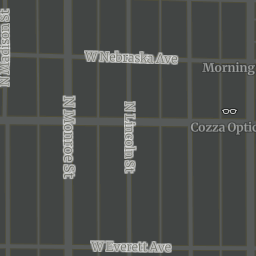 N Madison St
W Nebraska Ave
Morning
N Monroe St
N Lincoln St
Cozza Optic
W Everett Ave